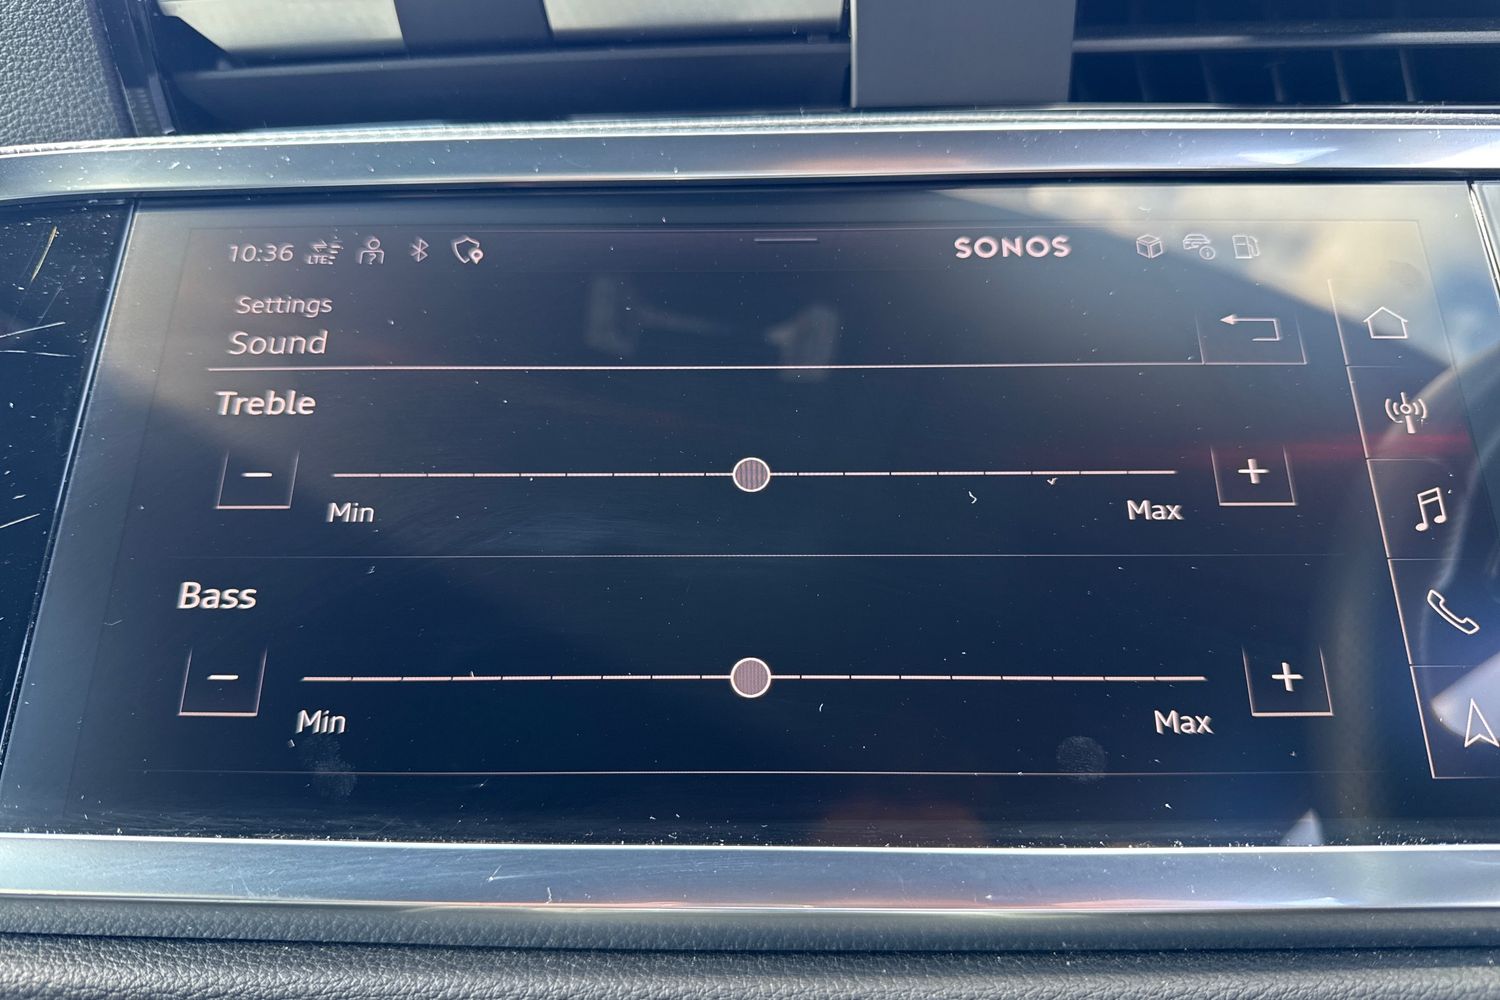 10:36 LTE SONOS
Settings
Sound
Treble
Min Max
Bass
Min Max